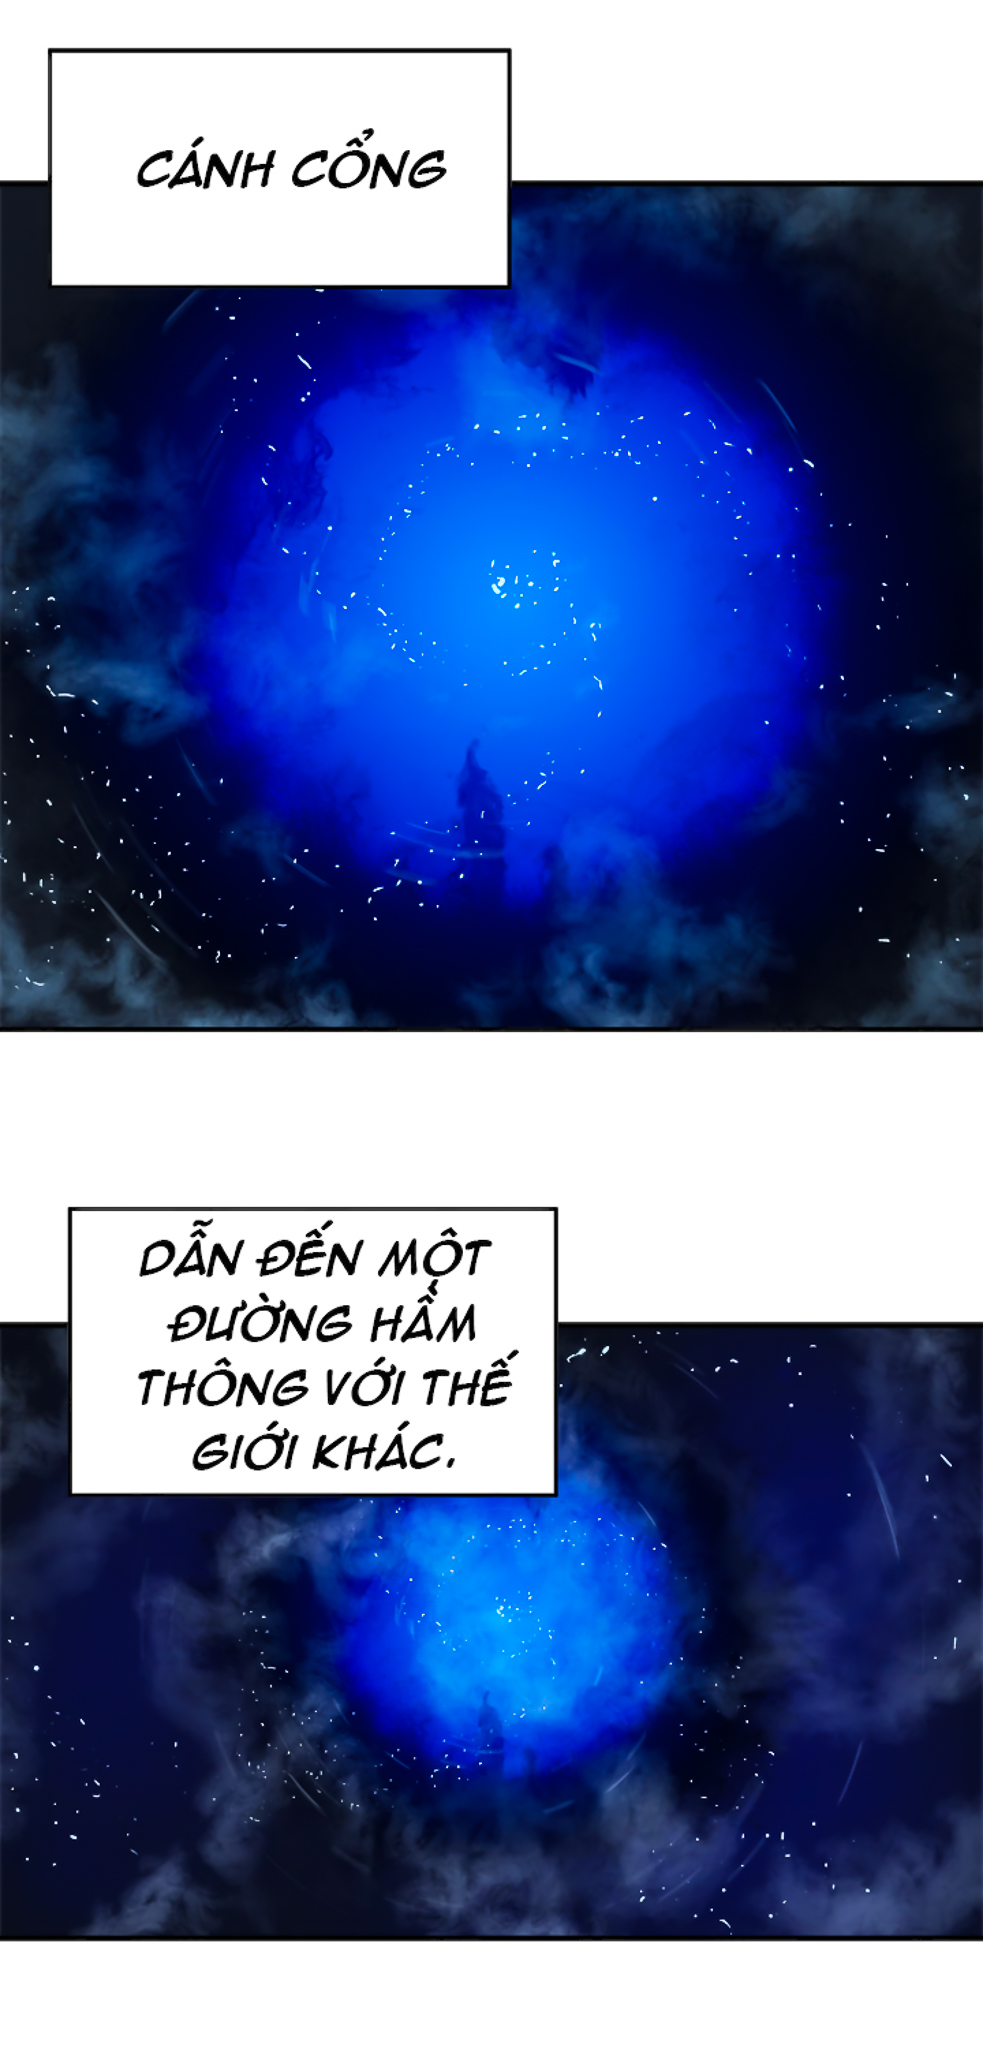 CÁNH CỔNG
DẪN ĐẾN MỘT
ĐƯỜNG HẦM
THÔNG VỚI THẾ
GIỚI KHÁC.